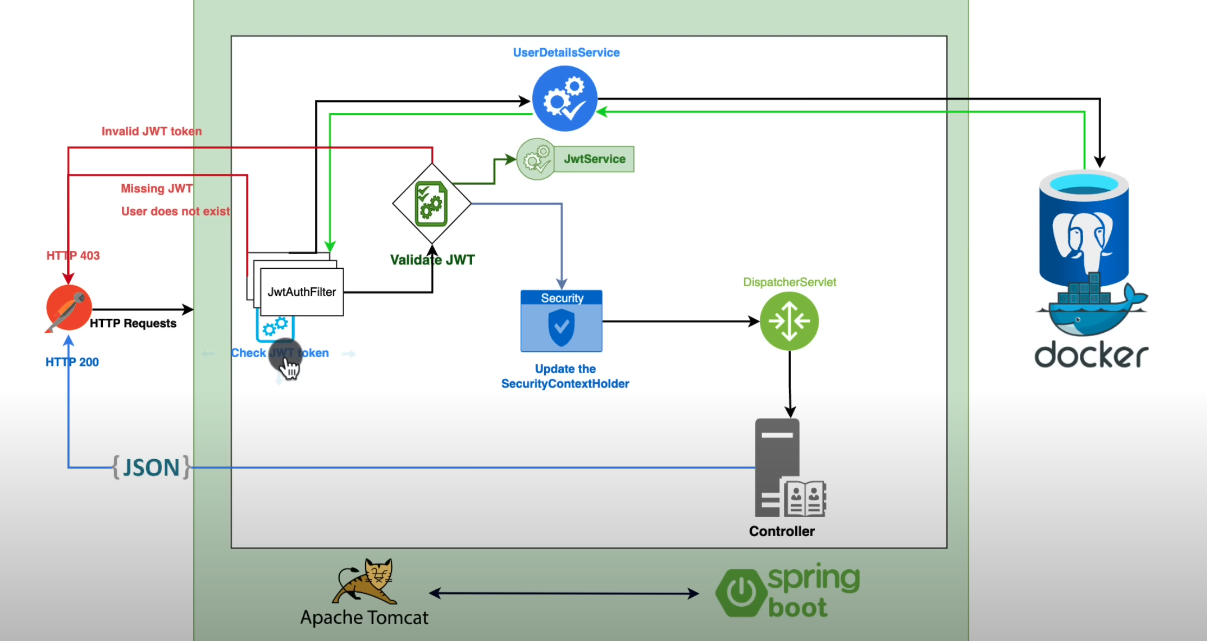 UserDetailsService
Invalid JWT token
JwtService
Missing JWT
User does not exist
Validate JWT
HTTP 403
JwtAuthFilter
DispatcherServlet
Security
HTTP Requests
Check JWT token
HTTP 200
Update the
SecurityContextHolder
docker
{JSON}
Controller
Apache Tomcat
spring
boot